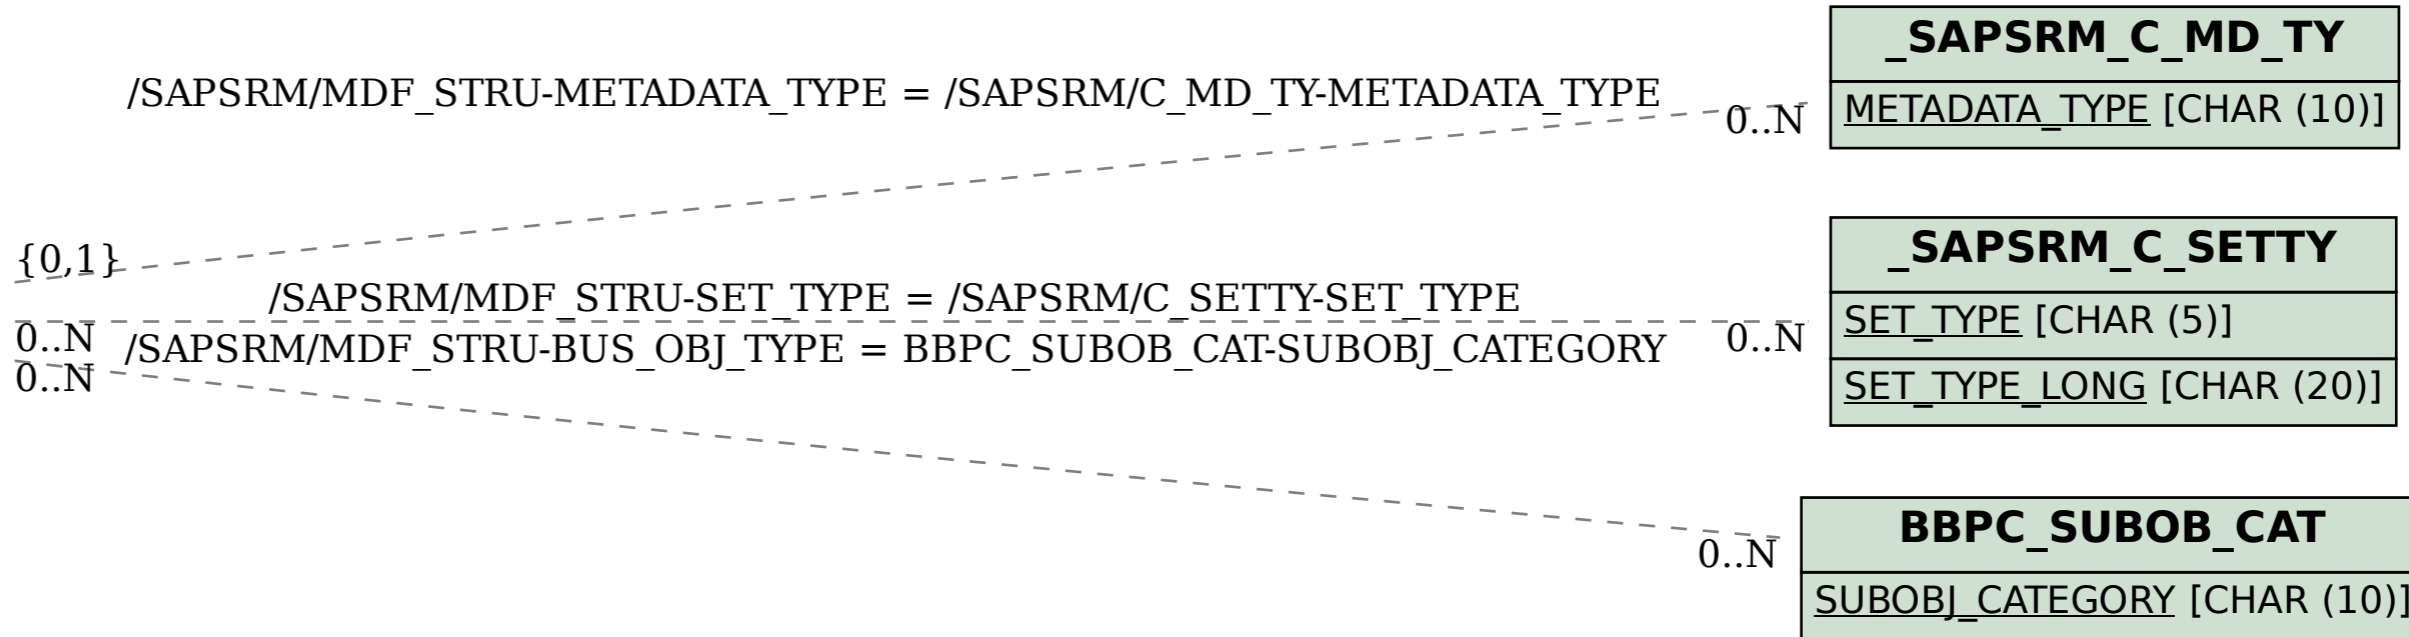 _SAPSRM_C_MD_TY
/SAPSRM/MDF_STRU-METADATA_TYPE = /SAPSRM/C_MD_TY-METADATA_TYPE
0..N
METADATA_TYPE [CHAR (10)]
{0,1}
_SAPSRM_C_SETTY
/SAPSRM/MDF_STRU-SET_TYPE = /SAPSRM/C_SETTY-SET_TYPE
0..N
0..N
SET_TYPE [CHAR (5)]
/SAPSRM/MDF_STRU-BUS_OBJ_TYPE = BBPC_SUBOB_CAT-SUBOBJ_CATEGORY
0..N
SET_TYPE_LONG [CHAR (20)]
0..N
BBPC_SUBOB_CAT
SUBOBJ_CATEGORY [CHAR (10)]